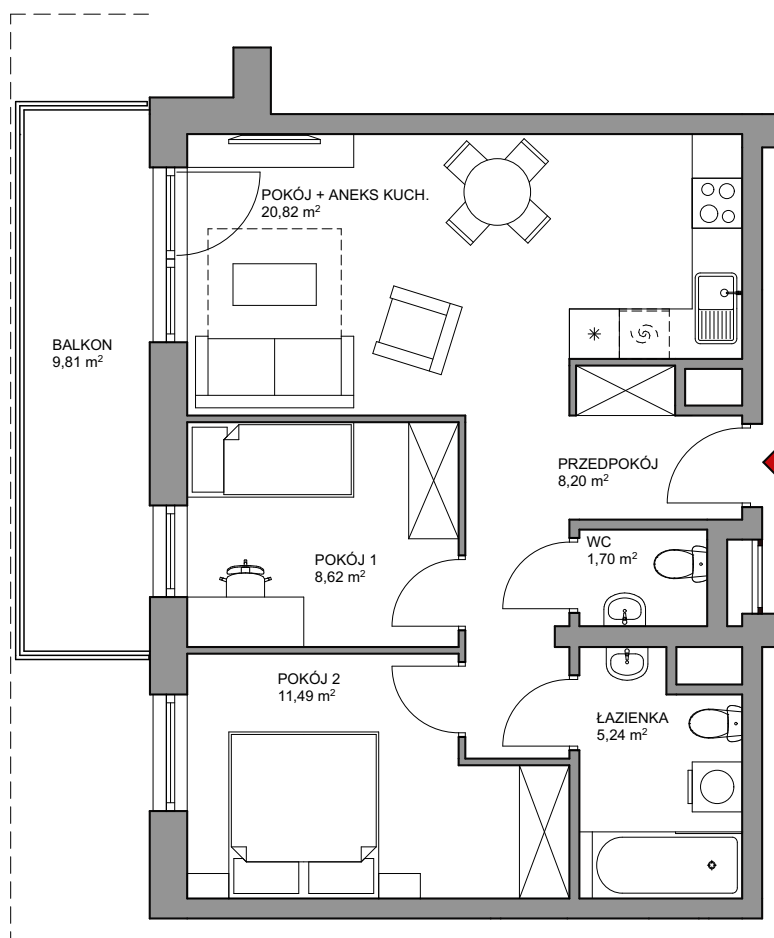 POKÓJ + ANEKS KUCH.
20,82 m²
BALKON
9,81 m²
PRZEDPOKÓJ
8,20 m²
WC
1,70 m²
POKÓJ 1
8,62 m²
POKÓJ 2
11,49 m²
ŁAZIENKA
5,24 m²